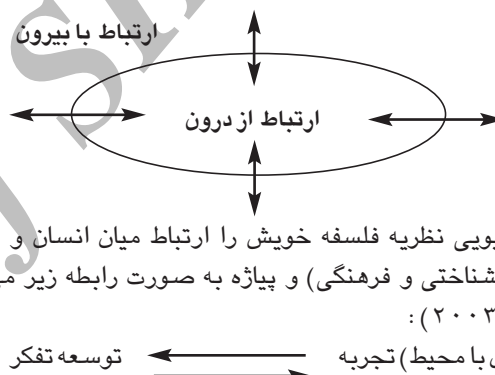 ارتباط با بیرون
ارتباط از درون
نظریه فلسفه خویش را ارتباط میان انسان و
شناختی و فرهنگی) و پیاژه به صورت رابطه زیر
۲۰۰۳):
با محیط) تجربه توسعه تفکر